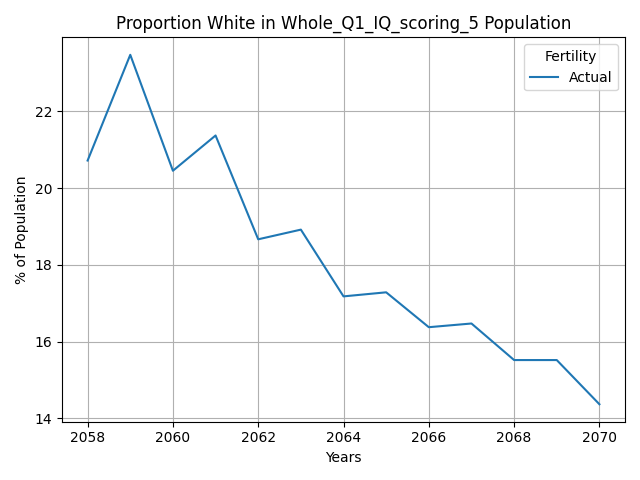 Proportion White in Whole_Q1_IQ_scoring_5 Population
Fertility
Actual
% of Population
22
20
18
16
14
2058 2060 2062 2064 2066 2068 2070
Years